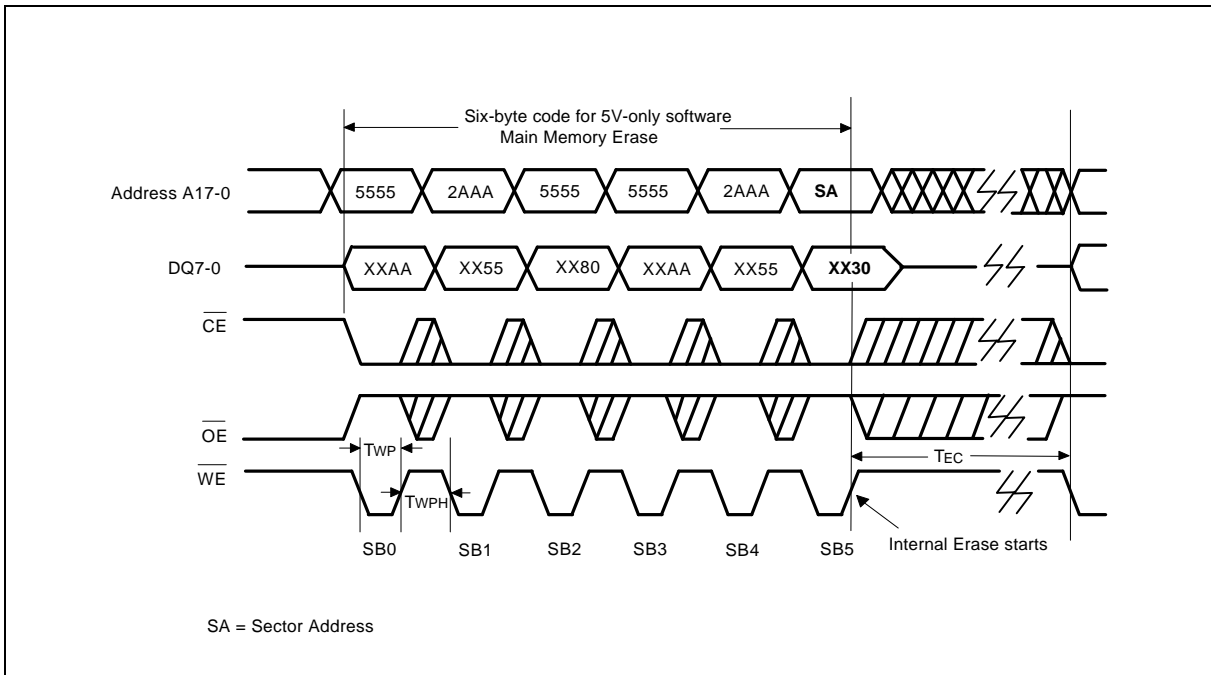 Six-byte code for 5V-only software
Main Memory Erase
Address A17-0
5555
2AAA
5555
5555
2AAA
SA
DQ7-0
XXAA
XX55
XX80
XXAA
XX55
XX30
CE
OE
TWP
TEC
WE
TWPH
SB0
SB1
SB2
SB3
SB4
SB5
Internal Erase starts
SA = Sector Address